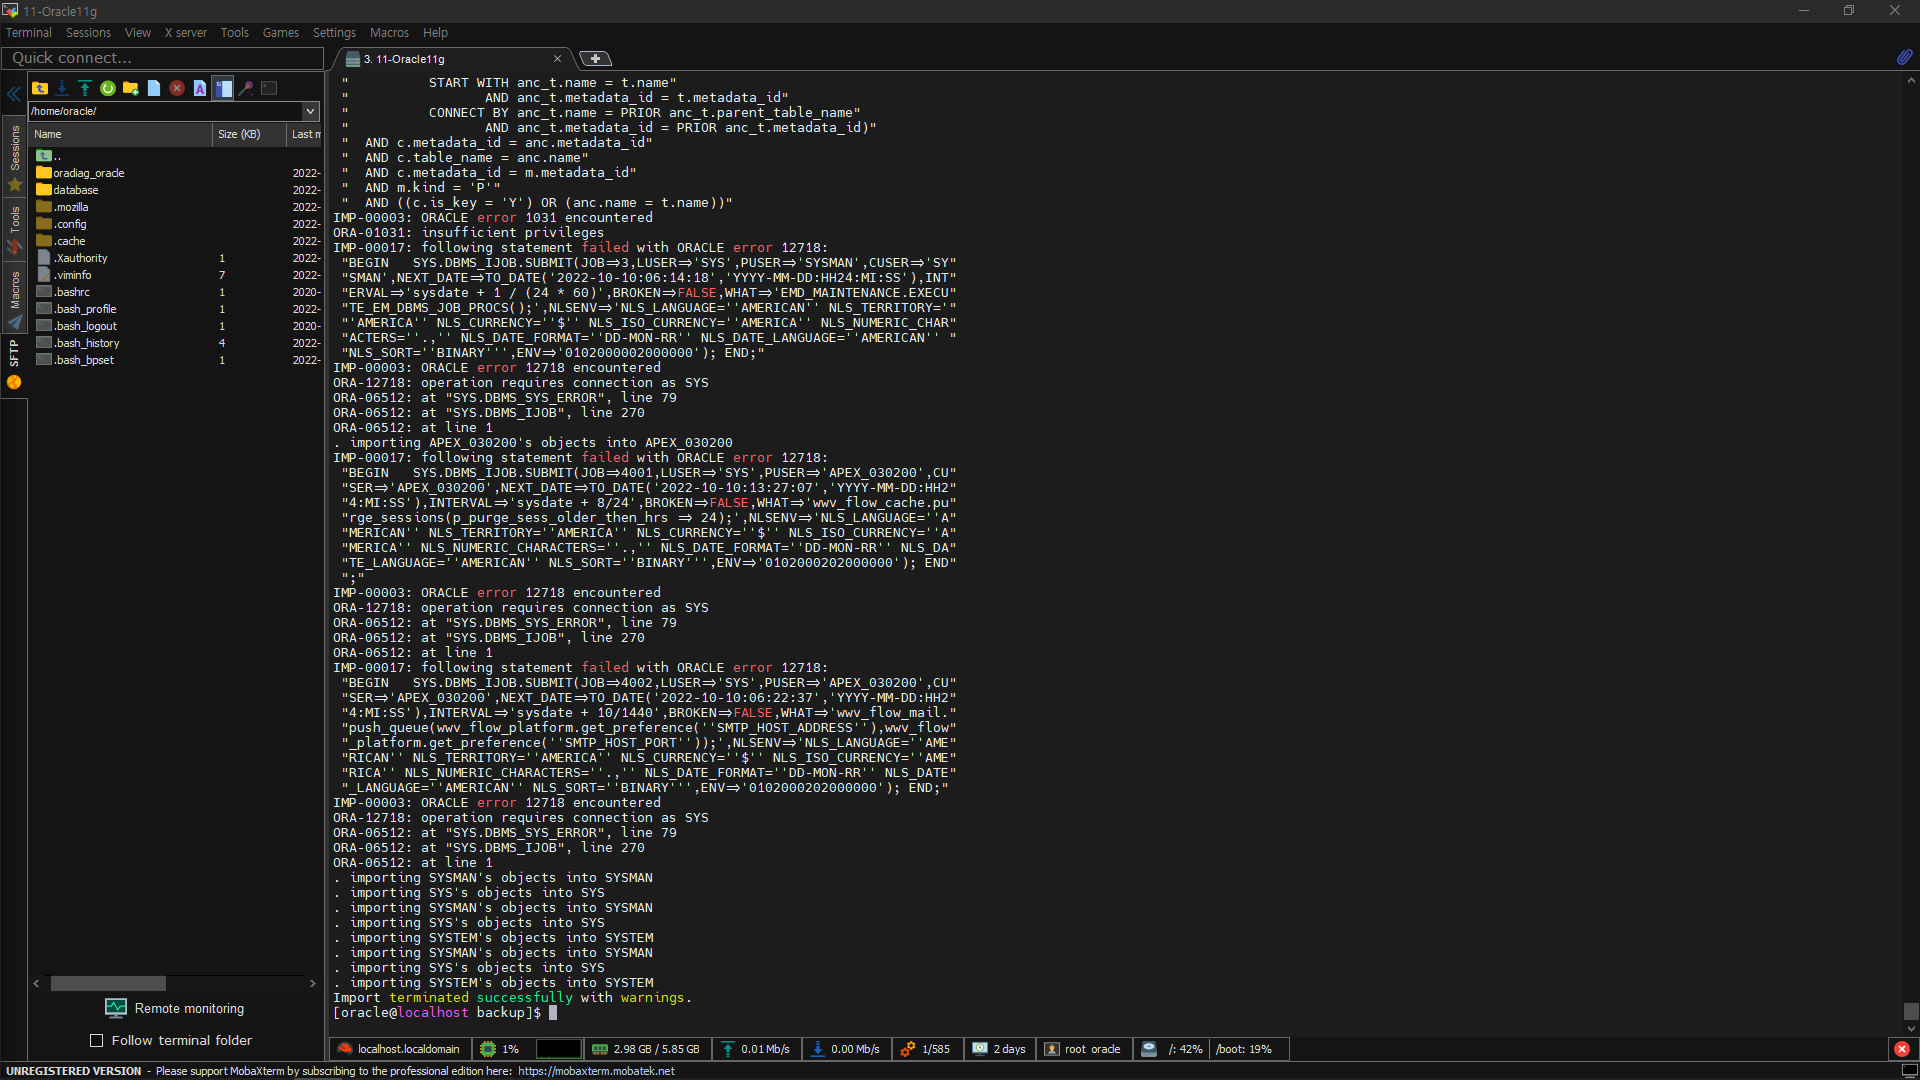 11-Oracle11g
Terminal Sessions View X server Tools Games Settings Macros Help
Quick connect...
3. 11-Oracle11g
/home/oracle/
Name Size (KB) Last m
..
oradiag_oracle 2022-
database 2022-
.mozilla 2022-
.config 2022-
.cache 2022-
.Xauthority 1 2022-
.viminfo 7 2022-
.bashrc 1 2020-
.bash_profile 1 2022-
.bash_logout 1 2020-
.bash_history 4 2022-
.bash_bpset 1 2022-
Sessions
Tools
Macros
SFTP
Remote monitoring
Follow terminal folder
"          START WITH anc_t.name = t.name"
"                 AND anc_t.metadata_id = t.metadata_id"
"          CONNECT BY anc_t.name = PRIOR anc_t.parent_table_name"
"                 AND anc_t.metadata_id = PRIOR anc_t.metadata_id)"
"  AND c.metadata_id = anc.metadata_id"
"  AND c.table_name = anc.name"
"  AND c.metadata_id = m.metadata_id"
"  AND m.kind = 'P'"
"  AND ((c.is_key = 'Y') OR (anc.name = t.name))"
IMP-00003: ORACLE error 1031 encountered
ORA-01031: insufficient privileges
IMP-00017: following statement failed with ORACLE error 12718:
"BEGIN   SYS.DBMS_IJOB.SUBMIT(JOB=>3,LUSER=>'SYS',PUSER=>'SYSMAN',CUSER=>'SY"
"SMAN',NEXT_DATE=>TO_DATE('2022-10-10:06:14:18','YYYY-MM-DD:HH24:MI:SS'),INT"
"ERVAL=>'sysdate + 1 / (24 * 60)',BROKEN=>FALSE,WHAT=>'EMD_MAINTENANCE.EXECU"
"TE_EM_DBMS_JOB_PROCS();',NLSENV=>'NLS_LANGUAGE=''AMERICAN'' NLS_TERRITORY='"
"'AMERICA'' NLS_CURRENCY=''$'' NLS_ISO_CURRENCY=''AMERICA'' NLS_NUMERIC_CHAR"
"ACTERS=''.,'' NLS_DATE_FORMAT=''DD-MON-RR'' NLS_DATE_LANGUAGE=''AMERICAN'' "
"NLS_SORT=''BINARY''',ENV=>'0102000002000000'); END;"
IMP-00003: ORACLE error 12718 encountered
ORA-12718: operation requires connection as SYS
ORA-06512: at "SYS.DBMS_SYS_ERROR", line 79
ORA-06512: at "SYS.DBMS_IJOB", line 270
ORA-06512: at line 1
. importing APEX_030200's objects into APEX_030200
IMP-00017: following statement failed with ORACLE error 12718:
"BEGIN   SYS.DBMS_IJOB.SUBMIT(JOB=>4001,LUSER=>'SYS',PUSER=>'APEX_030200',CU"
"SER=>'APEX_030200',NEXT_DATE=>TO_DATE('2022-10-10:13:27:07','YYYY-MM-DD:HH2"
"4:MI:SS'),INTERVAL=>'sysdate + 8/24',BROKEN=>FALSE,WHAT=>'wwv_flow_cache.pu"
"rge_sessions(p_purge_sess_older_then_hrs => 24);',NLSENV=>'NLS_LANGUAGE=''A"
"MERICAN'' NLS_TERRITORY=''AMERICA'' NLS_CURRENCY=''$'' NLS_ISO_CURRENCY=''A"
"MERICA'' NLS_NUMERIC_CHARACTERS=''.,'' NLS_DATE_FORMAT=''DD-MON-RR'' NLS_DA"
"TE_LANGUAGE=''AMERICAN'' NLS_SORT=''BINARY''',ENV=>'0102000202000000'); END"
";"
IMP-00003: ORACLE error 12718 encountered
ORA-12718: operation requires connection as SYS
ORA-06512: at "SYS.DBMS_SYS_ERROR", line 79
ORA-06512: at "SYS.DBMS_IJOB", line 270
ORA-06512: at line 1
IMP-00017: following statement failed with ORACLE error 12718:
"BEGIN   SYS.DBMS_IJOB.SUBMIT(JOB=>4002,LUSER=>'SYS',PUSER=>'APEX_030200',CU"
"SER=>'APEX_030200',NEXT_DATE=>TO_DATE('2022-10-10:06:22:37','YYYY-MM-DD:HH2"
"4:MI:SS'),INTERVAL=>'sysdate + 10/1440',BROKEN=>FALSE,WHAT=>'wwv_flow_mail."
"push_queue(wwv_flow_platform.get_preference(''SMTP_HOST_ADDRESS''),wwv_flow"
"_platform.get_preference(''SMTP_HOST_PORT''));',NLSENV=>'NLS_LANGUAGE=''AME"
"RICAN'' NLS_TERRITORY=''AMERICA'' NLS_CURRENCY=''$'' NLS_ISO_CURRENCY=''AME"
"RICA'' NLS_NUMERIC_CHARACTERS=''.,'' NLS_DATE_FORMAT=''DD-MON-RR'' NLS_DATE"
"_LANGUAGE=''AMERICAN'' NLS_SORT=''BINARY''',ENV=>'0102000202000000'); END;"
IMP-00003: ORACLE error 12718 encountered
ORA-12718: operation requires connection as SYS
ORA-06512: at "SYS.DBMS_SYS_ERROR", line 79
ORA-06512: at "SYS.DBMS_IJOB", line 270
ORA-06512: at line 1
. importing SYSMAN's objects into SYSMAN
. importing SYS's objects into SYS
. importing SYSMAN's objects into SYSMAN
. importing SYS's objects into SYS
. importing SYSTEM's objects into SYSTEM
. importing SYSMAN's objects into SYSMAN
. importing SYS's objects into SYS
. importing SYSTEM's objects into SYSTEM
Import terminated successfully with warnings.
[oracle@localhost backup]$
localhost.localdomain 1% 2.98 GB / 5.85 GB 0.01 Mb/s 0.00 Mb/s 1/585 2 days root oracle /: 42% /boot: 19%
UNREGISTERED VERSION - Please support MobaXterm by subscribing to the professional edition here: https://mobaxterm.mobatek.net